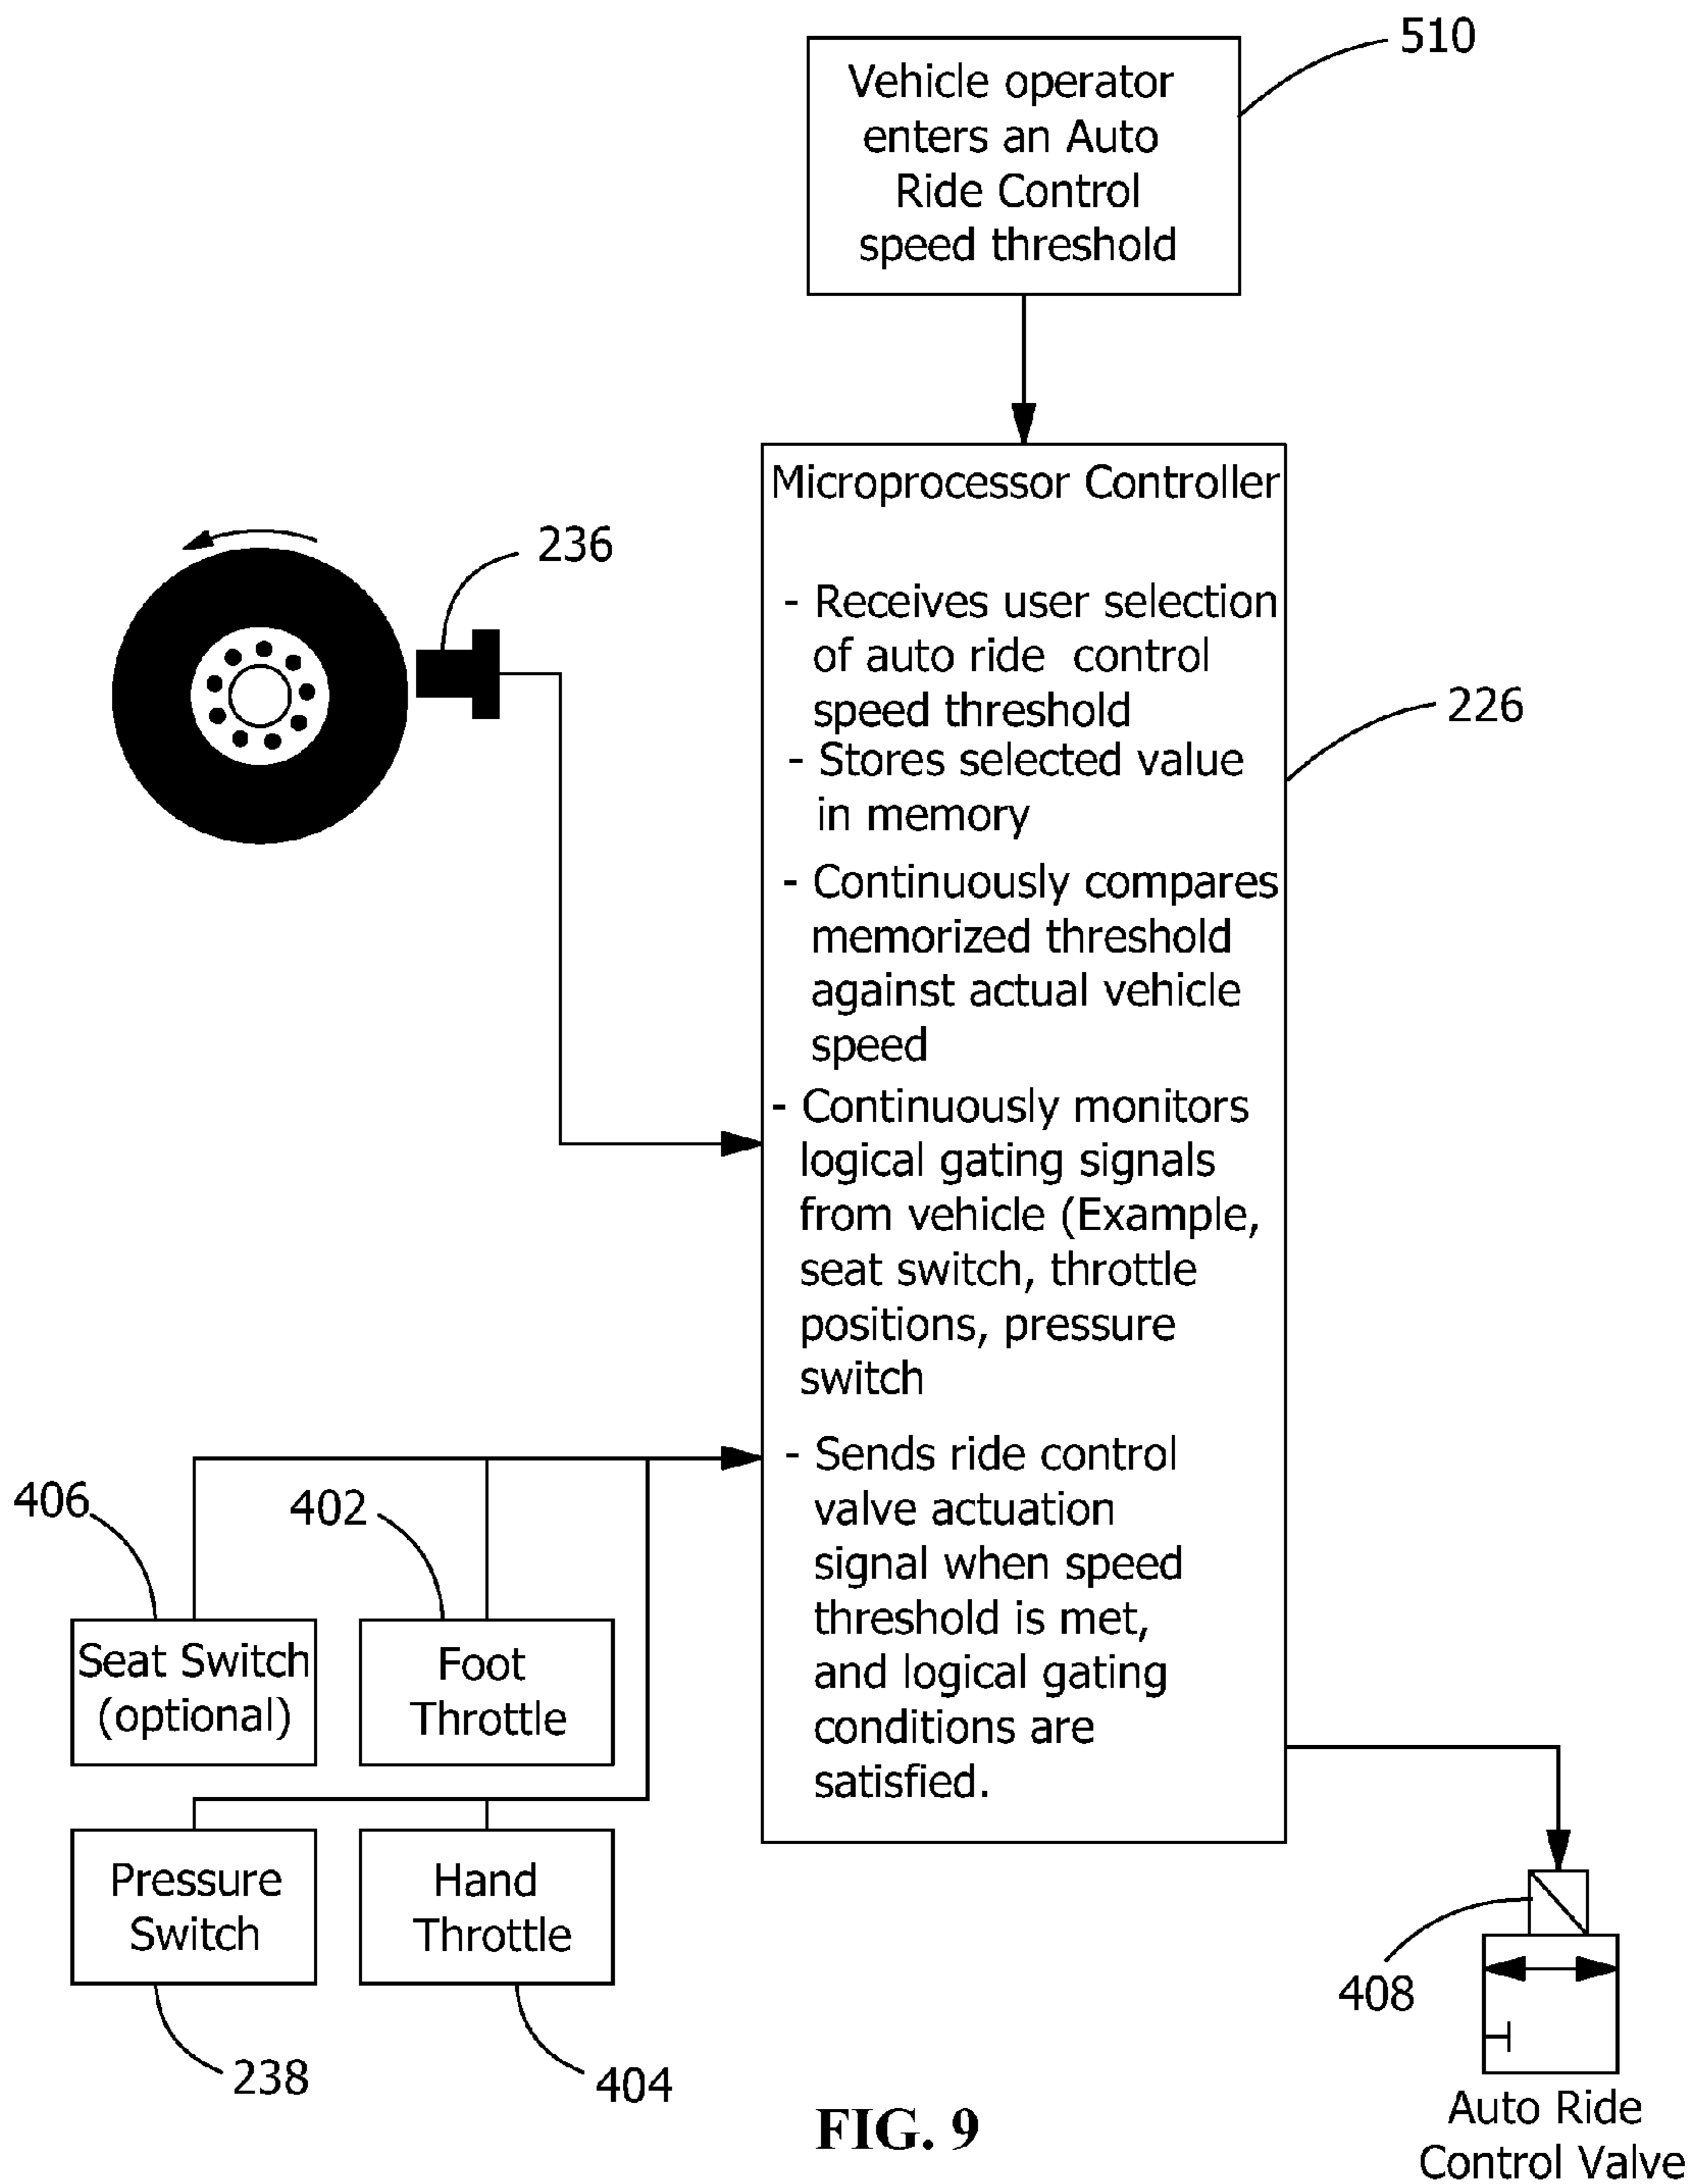 510
Vehicle operator
enters an Auto
Ride Control
speed threshold
236
Microprocessor Controller
- Receives user selection
of auto ride control
speed threshold
- Stores selected value
in memory
- Continuously compares
memorized threshold
against actual vehicle
speed
- Continuously monitors
logical gating signals
from vehicle (Example,
seat switch, throttle
positions, pressure
switch
- Sends ride control
valve actuation
signal when speed
threshold is met,
and logical gating
conditions are
satisfied.
226
406
402
Seat Switch
(optional)
Foot
Throttle
Pressure
Switch
Hand
Throttle
238
404
408
Auto Ride
Control Valve
FIG. 9